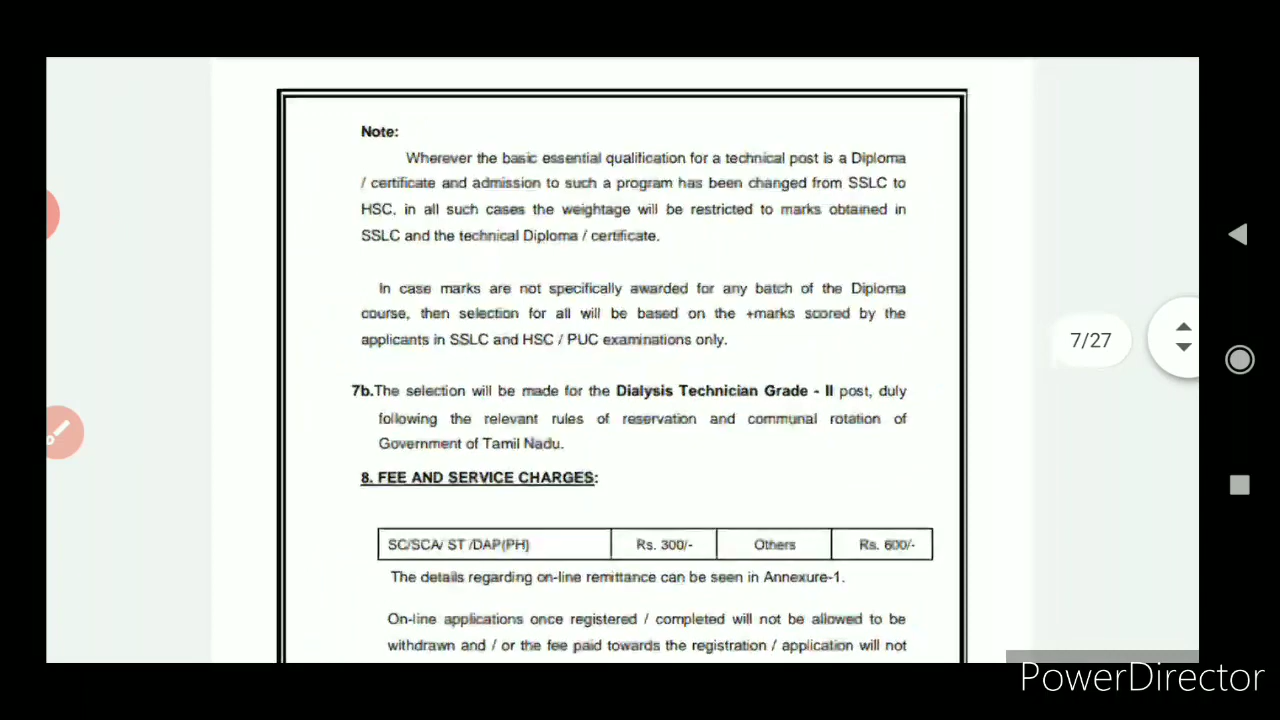 Note:
Wherever the basic essential qualification for a technical post is a Diploma
/ certificate and admission to such a program has been changed from SSLC to
HSC, in all such cases the weightage will be restricted to marks obtained in
SSLC and the technical Diploma / certificate.
In case marks are not specifically awarded for any batch of the Diploma
course, then selection for all will be based on the +marks scored by the
applicants in SSLC and HSC / PUC examinations only.
7b.The selection will be made for the Dialysis Technician Grade - II post, duly
following the relevant rules of reservation and communal rotation of
Government of Tamil Nadu.
8. FEE AND SERVICE CHARGES:
SC/SCA/ ST /DAP(PH) Rs. 300/- Others Rs. 600/-
The details regarding on-line remittance can be seen in Annexure-1.
On-line applications once registered / completed will not be allowed to be
withdrawn and / or the fee paid towards the registration / application will not
7/27
PowerDirector